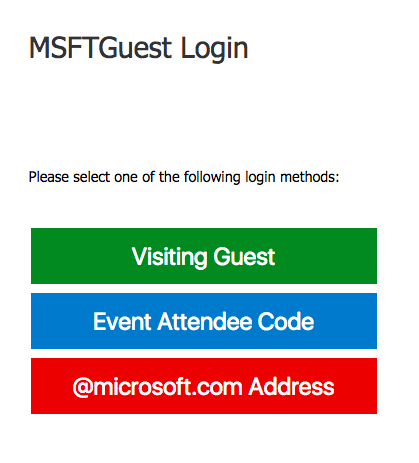 MSFTGuest Login
Please select one of the following login methods:
Visiting Guest
Event Attendee Code
@microsoft.com Address